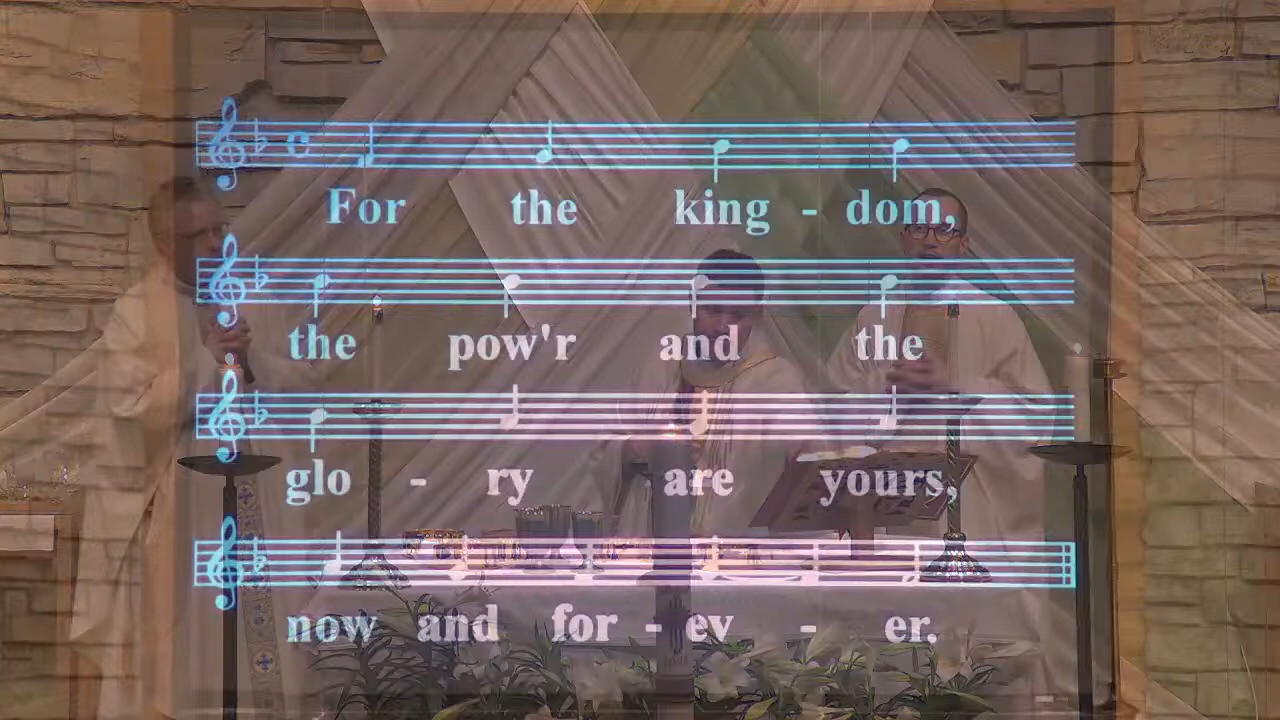 For the king - dom,
the pow'r and the
glo - ry are yours,
now and for - ev - er.